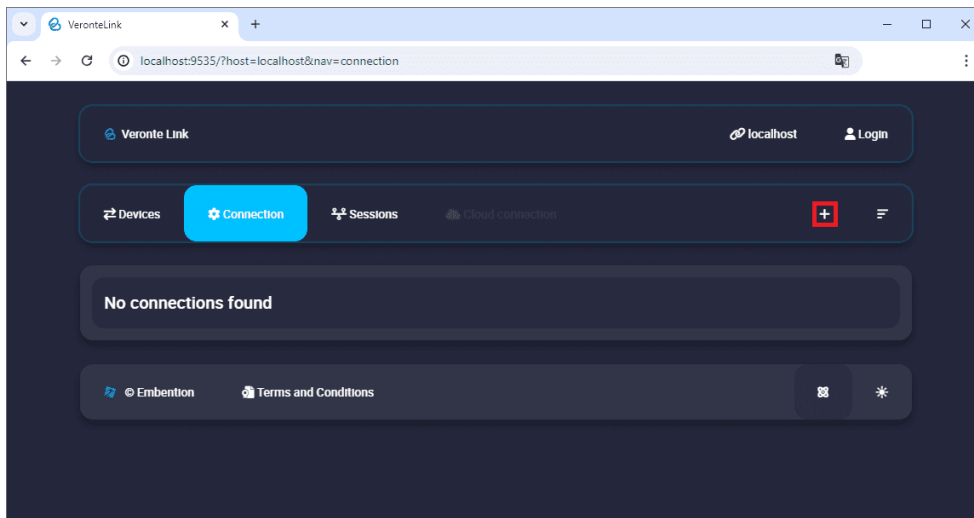 VeronteLink
localhost:9535/?host=localhost&nav=connection
Veronte Link
localhost
Login
Devices
Connection
Sessions
Cloud connection
No connections found
© Embention
Terms and Conditions